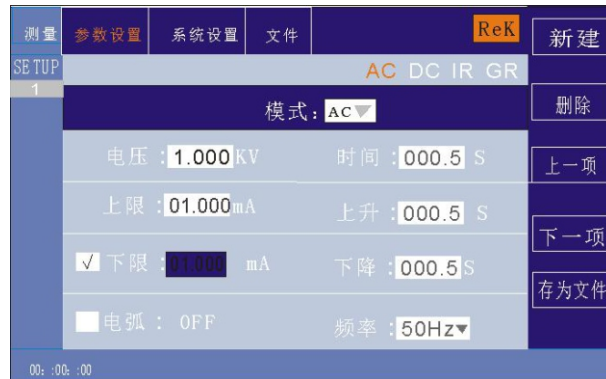 测量 参数设置 系统设置 文件 ReK 新建
SETUP AC DC IR GR
1
模式：AC 删除
电压：1.000KV 时间：000.5 S 上一项
上限：01.000mA 上升：000.5 S
下一项
√ 下限：01.000 mA 下降：000.5 S
存为文件
电弧：OFF 频率：50Hz
00：:00：:00